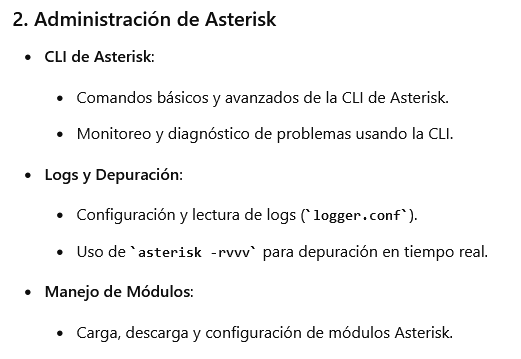 2. Administración de Asterisk
• CLI de Asterisk:
• Comandos básicos y avanzados de la CLI de Asterisk.
• Monitoreo y diagnóstico de problemas usando la CLI.
• Logs y Depuración:
• Configuración y lectura de logs (`logger.conf`).
• Uso de `asterisk -rvvv` para depuración en tiempo real.
• Manejo de Módulos:
• Carga, descarga y configuración de módulos Asterisk.